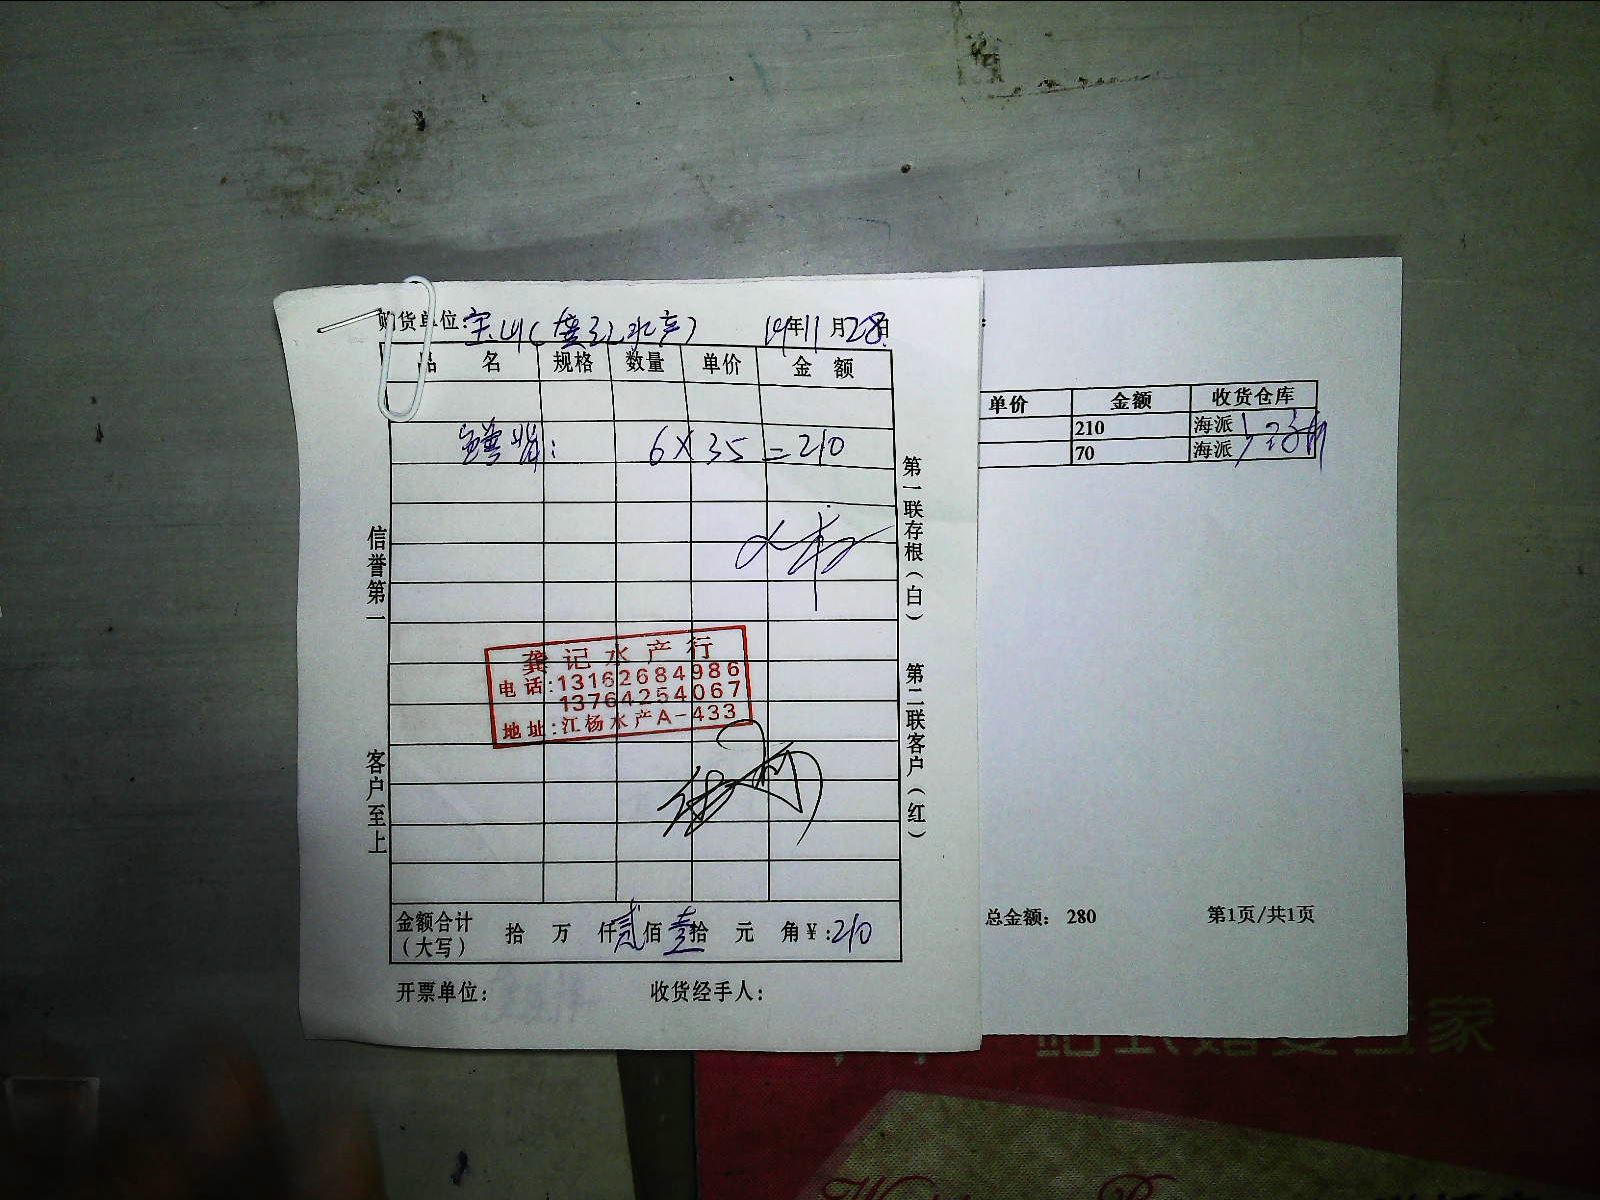 购货单位:宝山(龚记水产) 14年11月28日
品 名 规格 数量 单价 金 额
6×35=210
信誉第一
客户至上
第一联存根(白)
第二联客户(红)
龚记水产行
电话:13162684986
13764254067
地址:江杨水产A-433
金额合计
(大写)
拾 万 仟贰佰壹拾 元 角¥:210
开票单位:
收货经手人:
单价 金额 收货仓库
210 海派
70 海派
总金额: 280
第1页/共1页